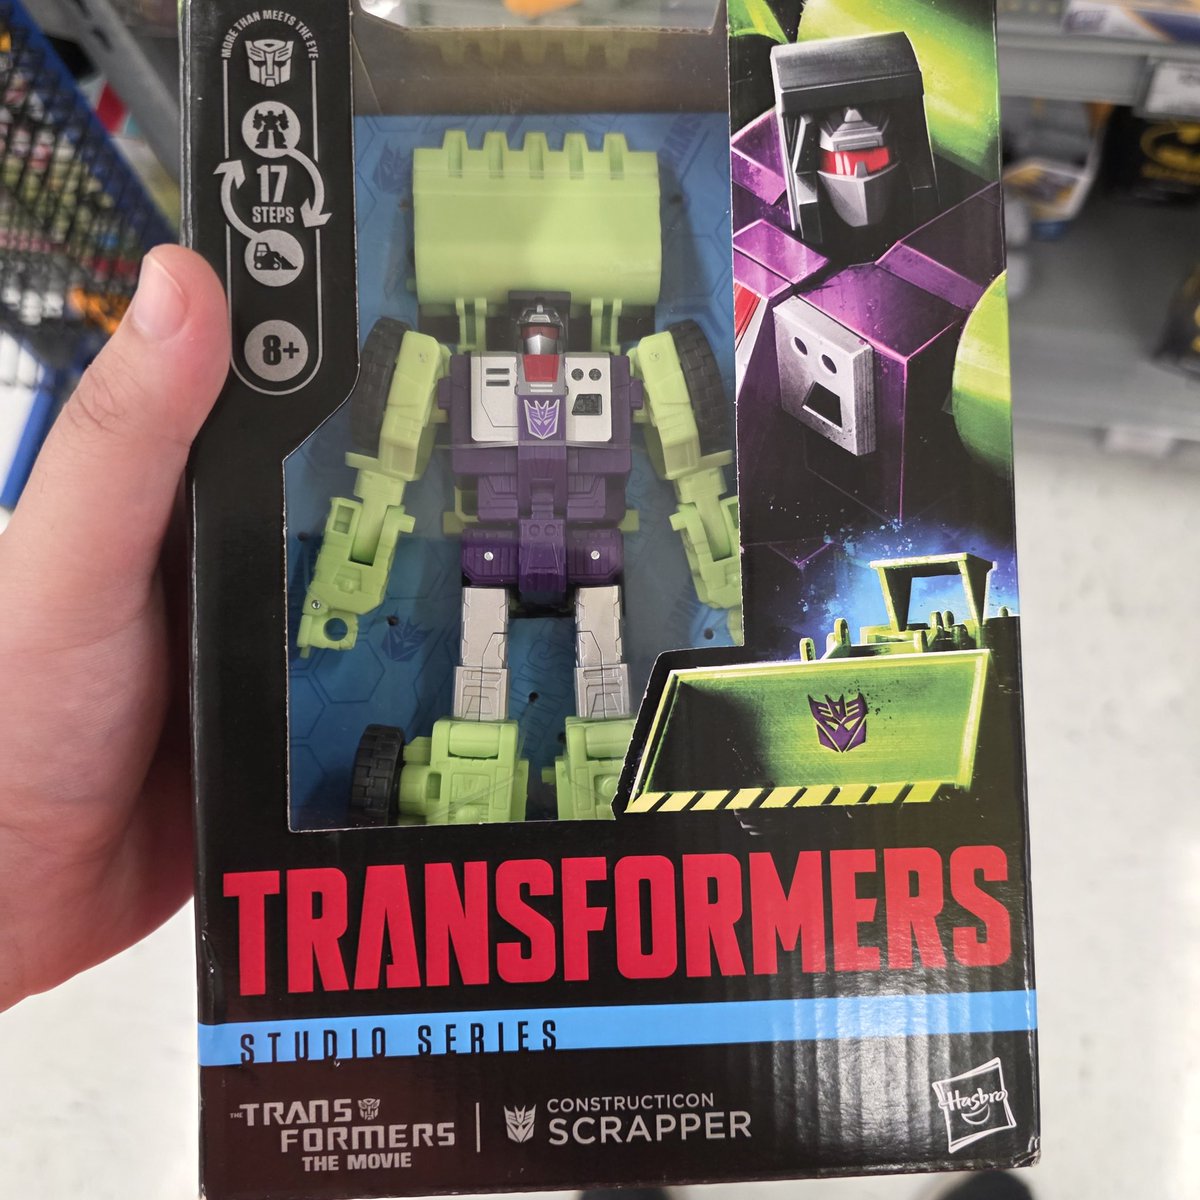 MORE THAN MEETS THE EYE
17
STEPS
8+
TRANSFORMERS
STUDIO SERIES
THE TRANSFORMERS
THE MOVIE
CONSTRUCTICON
SCRAPPER
Hasbro